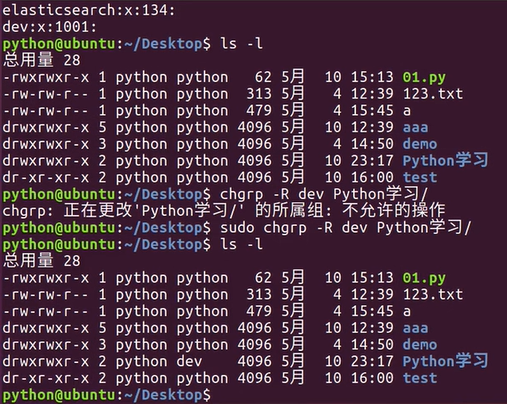 elasticsearch:x:134:
dev:x:1001:
python@ubuntu:~/Desktop$ ls -l
总用量 28
-rwxrwxr-x 1 python python   62 5月  10 15:13 01.py
-rw-rw-r-- 1 python python  313 5月   4 12:39 123.txt
-rw-rw-r-- 1 python python  479 5月   4 15:45 a
drwxrwxr-x 5 python python 4096 5月  10 12:39 aaa
drwxrwxr-x 3 python python 4096 5月   4 14:50 demo
drwxrwxr-x 2 python python 4096 5月  10 23:17 Python学习
dr-xr-xr-x 2 python python 4096 5月  10 16:00 test
python@ubuntu:~/Desktop$ chgrp -R dev Python学习/
chgrp: 正在更改'Python学习/' 的所属组: 不允许的操作
python@ubuntu:~/Desktop$ sudo chgrp -R dev Python学习/
python@ubuntu:~/Desktop$ ls -l
总用量 28
-rwxrwxr-x 1 python python   62 5月  10 15:13 01.py
-rw-rw-r-- 1 python python  313 5月   4 12:39 123.txt
-rw-rw-r-- 1 python python  479 5月   4 15:45 a
drwxrwxr-x 5 python python 4096 5月  10 12:39 aaa
drwxrwxr-x 3 python python 4096 5月   4 14:50 demo
drwxrwxr-x 2 python dev    4096 5月  10 23:17 Python学习
dr-xr-xr-x 2 python python 4096 5月  10 16:00 test
python@ubuntu:~/Desktop$